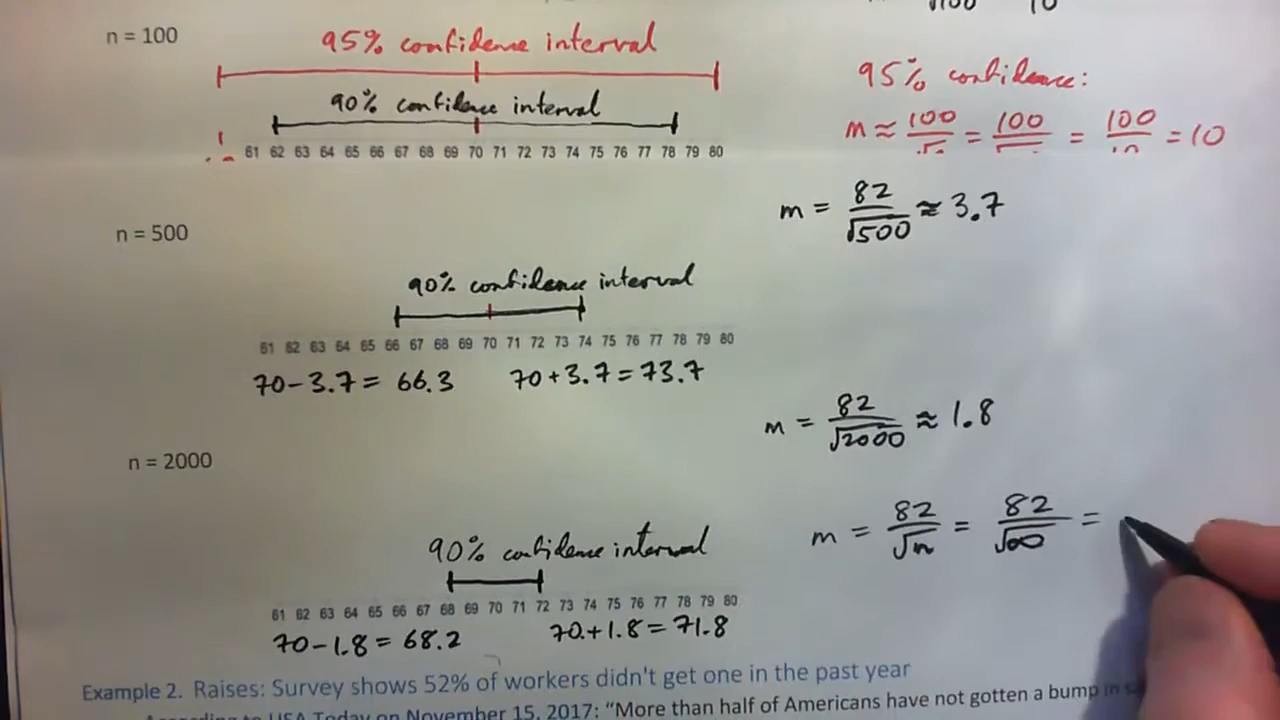 √100 10
n = 100
95% confidence interval
90% confidence interval
61 62 63 64 65 66 67 68 69 70 71 72 73 74 75 76 77 78 79 80
95% confidence:
m ≈ 100/√ = 100/√ = 100/10 = 10
m = 82/√500 ≈ 3.7
n = 500
90% confidence interval
61 62 63 64 65 66 67 68 69 70 71 72 73 74 75 76 77 78 79 80
70-3.7 = 66.3 70+3.7=73.7
m = 82/√2000 ≈ 1.8
n = 2000
m = 82/√n = 82/√∞ =
90% confidence interval
61 62 63 64 65 66 67 68 69 70 71 72 73 74 75 76 77 78 79 80
70-1.8 = 68.2 70+1.8=71.8
Example 2. Raises: Survey shows 52% of workers didn't get one in the past year
According to USA Today on November 15, 2017: “More than half of Americans have not gotten a bump in